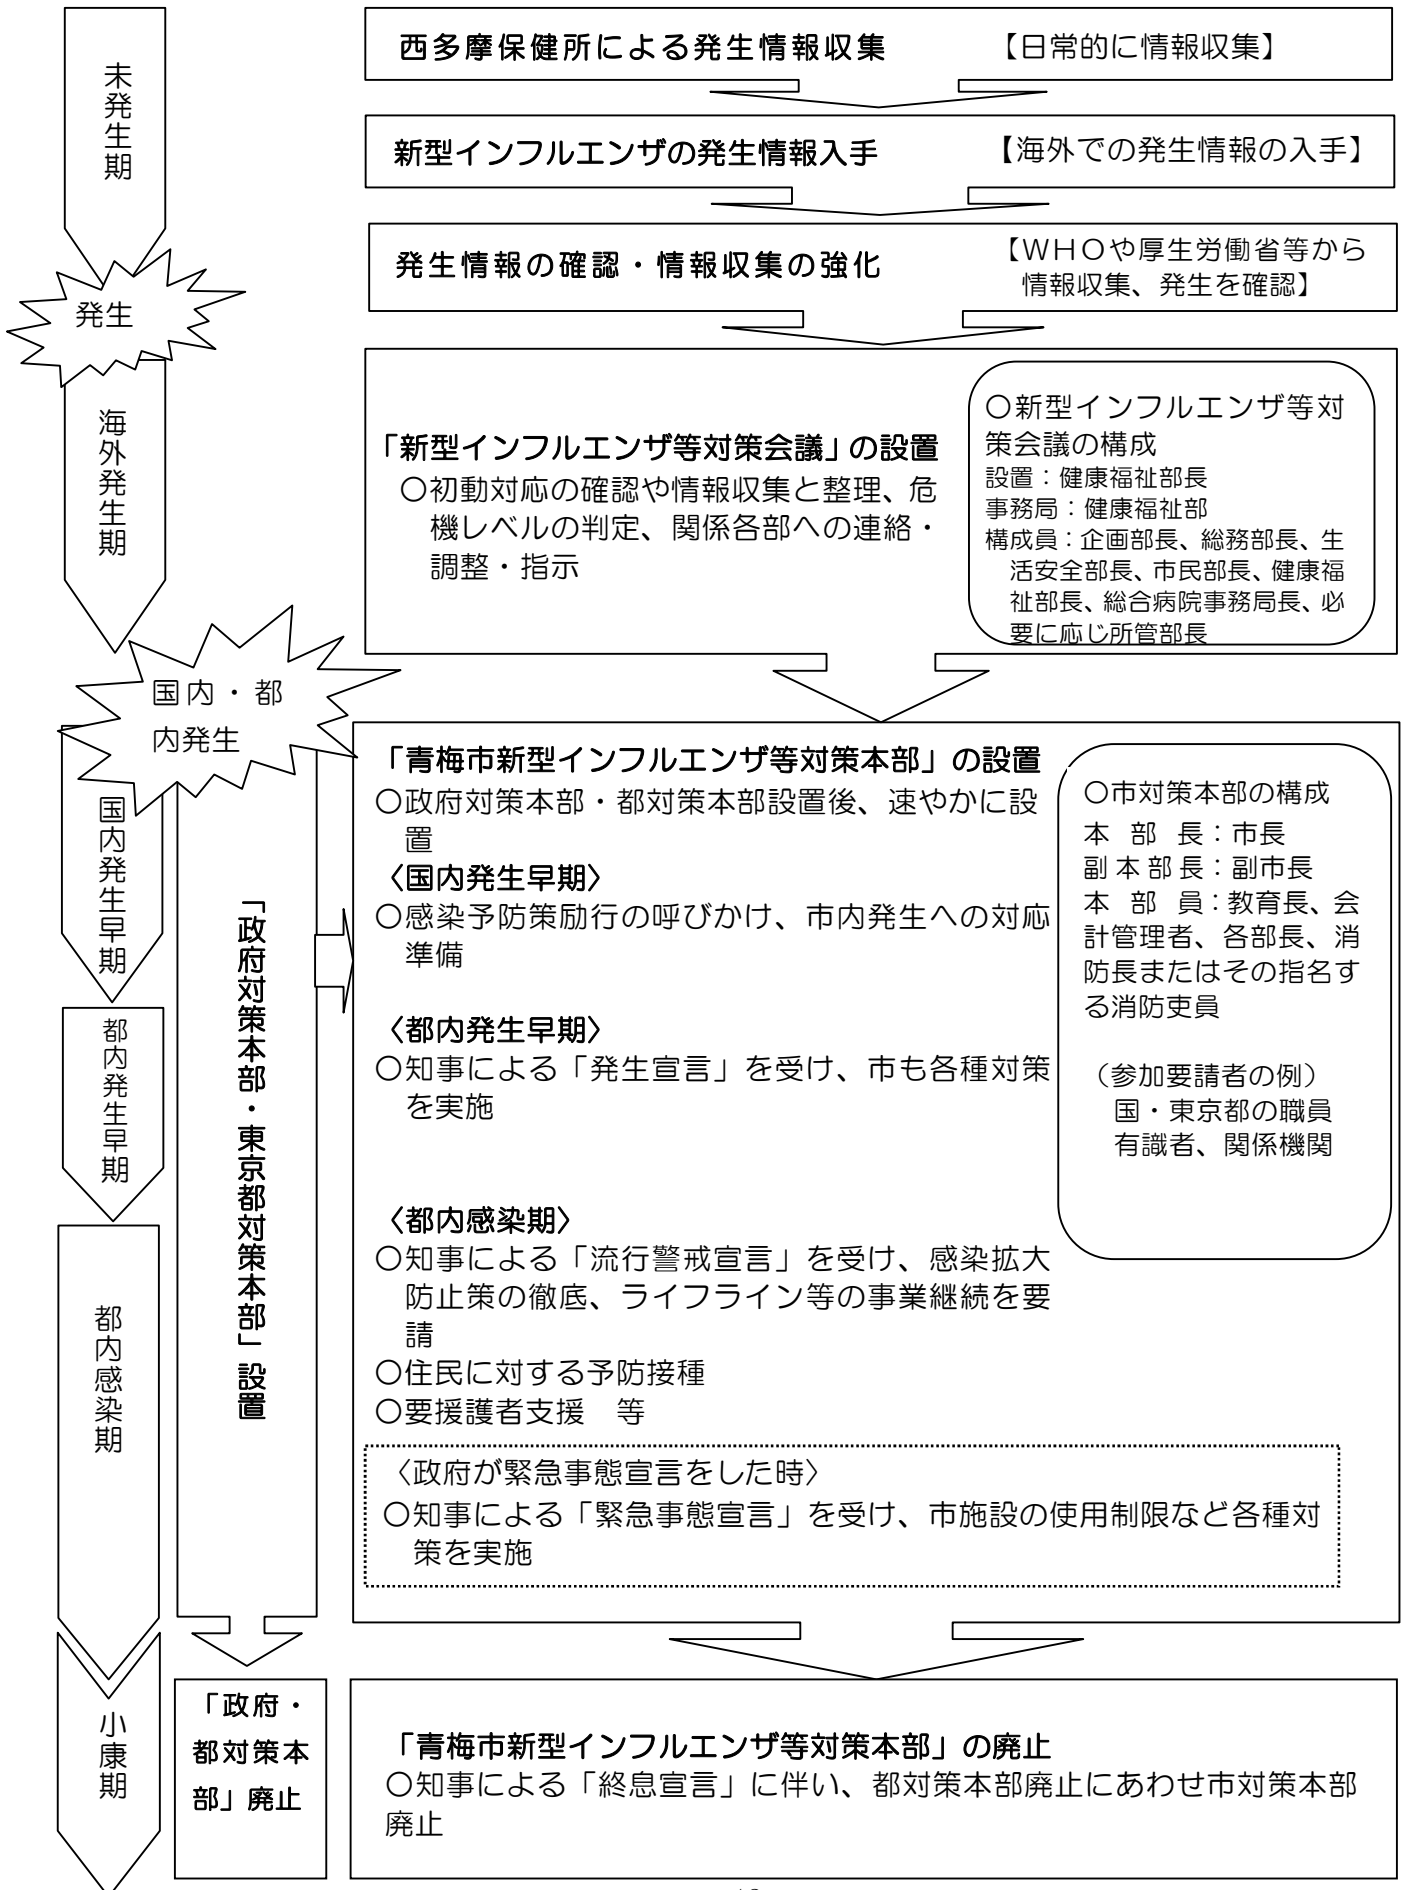 未発生期
西多摩保健所による発生情報収集　【日常的に情報収集】
新型インフルエンザの発生情報入手　【海外での発生情報の入手】
発生情報の確認・情報収集の強化
【WHOや厚生労働省等から
情報収集、発生を確認】
発生
海外発生期
「新型インフルエンザ等対策会議」の設置
〇初動対応の確認や情報収集と整理、危
機レベルの判定、関係各部への連絡・
調整・指示
〇新型インフルエンザ等対
策会議の構成
設置：健康福祉部長
事務局：健康福祉部
構成員：企画部長、総務部長、生
活安全部長、市民部長、健康福
祉部長、総合病院事務局長、必
要に応じ所管部長
国内・都
内発生
国内発生早期
都内発生早期
都内感染期
「政府対策本部・東京都対策本部」設置
「青梅市新型インフルエンザ等対策本部」の設置
〇政府対策本部・都対策本部設置後、速やかに設
置
〈国内発生早期〉
〇感染予防策励行の呼びかけ、市内発生への対応
準備
〈都内発生早期〉
〇知事による「発生宣言」を受け、市も各種対策
を実施
〈都内感染期〉
〇知事による「流行警戒宣言」を受け、感染拡大
防止策の徹底、ライフライン等の事業継続を要
請
〇住民に対する予防接種
〇要援護者支援　等
〇市対策本部の構成
本 部 長：市長
副本部長：副市長
本 部 員：教育長、会
計管理者、各部長、消
防長またはその指名す
る消防吏員
（参加要請者の例）
国・東京都の職員
有識者、関係機関
〈政府が緊急事態宣言をした時〉
〇知事による「緊急事態宣言」を受け、市施設の使用制限など各種対
策を実施
小康期
「政府・
都対策本
部」廃止
「青梅市新型インフルエンザ等対策本部」の廃止
〇知事による「終息宣言」に伴い、都対策本部廃止にあわせ市対策本部
廃止